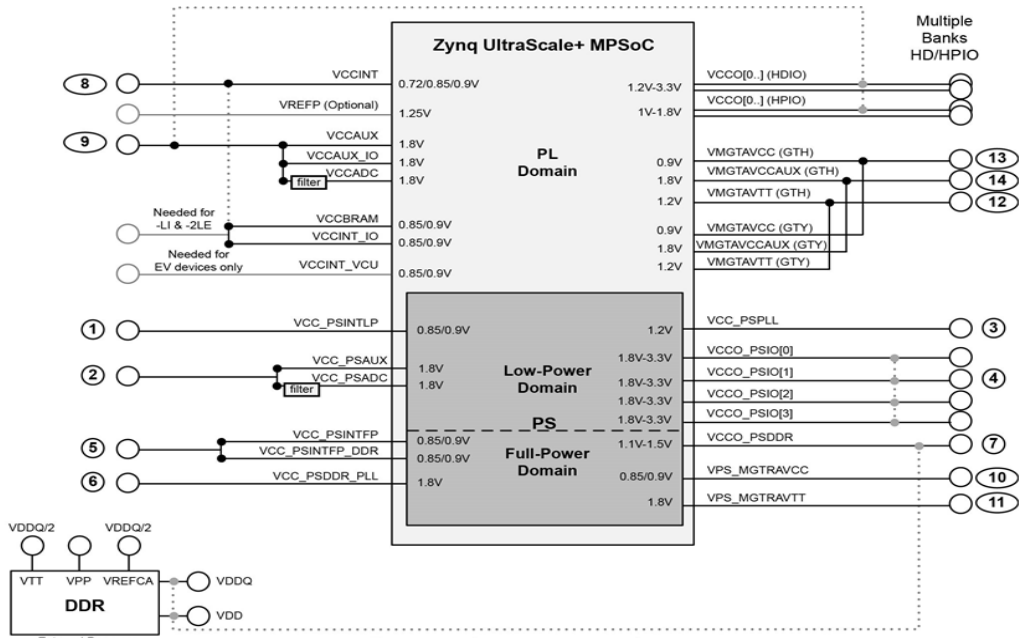 Multiple
Banks
HD/HPIO
Zynq UltraScale+ MPSoC
8
VCCINT
0.72/0.85/0.9V
VREFP (Optional)
1.25V
9
VCCAUX
1.8V
VCCAUX_IO
1.8V
VCCADC
filter
1.8V
Needed for
-LI & -2LE
VCCBRAM
0.85/0.9V
VCCINT_IO
0.85/0.9V
Needed for
EV devices only
VCCINT_VCU
0.85/0.9V
PL
Domain
1.2V-3.3V
VCCO[0..] (HDIO)
1V-1.8V
VCCO[0..] (HPIO)
0.9V
VMGTAVCC (GTH)
13
1.8V
VMGTAVCCAUX (GTH)
14
1.2V
VMGTAVTT (GTH)
12
0.9V
VMGTAVCC (GTY)
1.8V
VMGTAVCCAUX (GTY)
1.2V
VMGTAVTT (GTY)
1
VCC_PSINTLP
0.85/0.9V
2
VCC_PSAUX
1.8V
VCC_PSADC
filter
1.8V
Low-Power
Domain
PS
Full-Power
Domain
5
VCC_PSINTFP
0.85/0.9V
VCC_PSINTFP_DDR
0.85/0.9V
6
VCC_PSDDR_PLL
1.8V
1.2V
VCC_PSPLL
3
1.8V-3.3V
VCCO_PSIO[0]
1.8V-3.3V
VCCO_PSIO[1]
4
1.8V-3.3V
VCCO_PSIO[2]
1.8V-3.3V
VCCO_PSIO[3]
1.1V-1.5V
VCCO_PSDDR
7
0.85/0.9V
VPS_MGTRAVCC
10
1.8V
VPS_MGTRAVTT
11
VDDQ/2
VDDQ/2
VTT
VPP
VREFCA
DDR
VDDQ
VDD